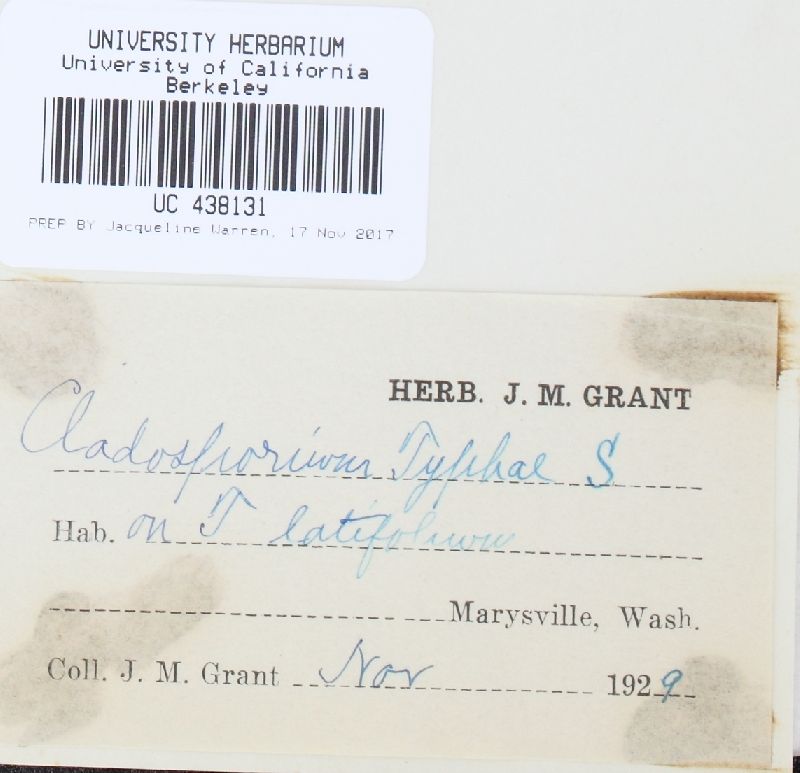 UNIVERSITY HERBARIUM
University of California
Berkeley
UC 438131
PREP BY Jacqueline Warren, 17 Nov 2017
HERB. J. M. GRANT
Cladosporium Typhae S
Hab. on T latifolium
Marysville, Wash.
Coll. J. M. Grant Nov 1929